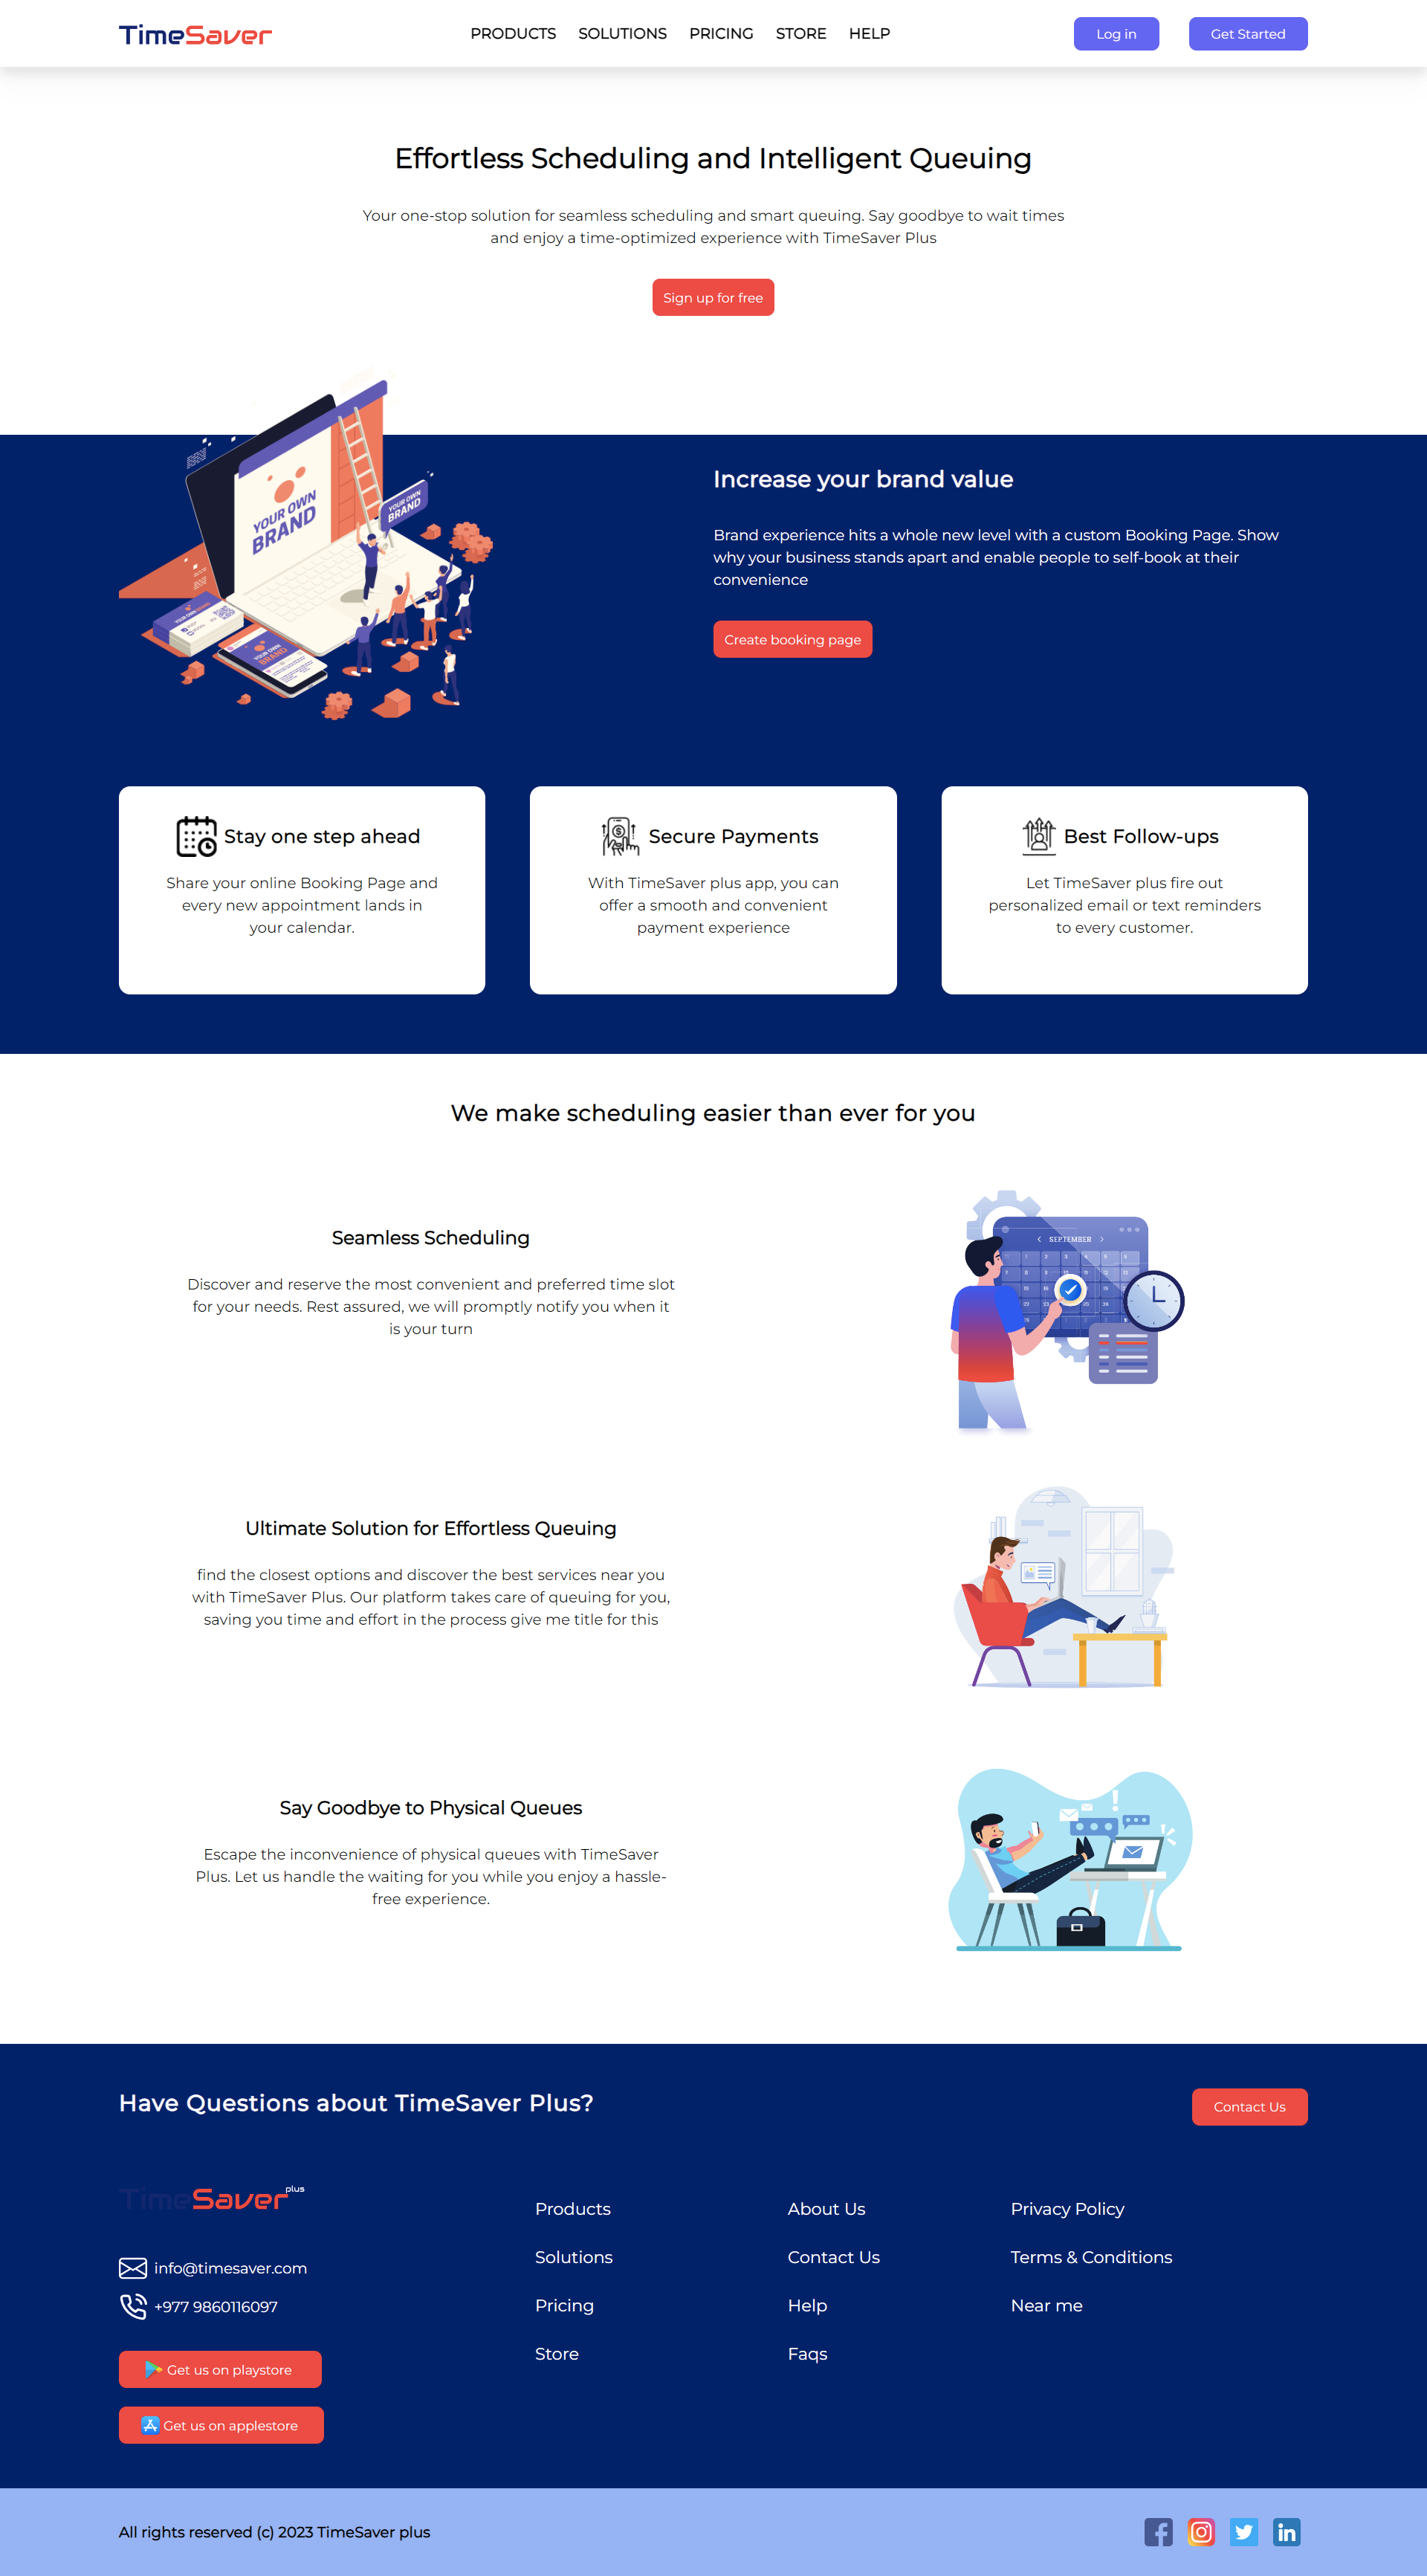 TimeSaver
PRODUCTS SOLUTIONS PRICING STORE HELP
Log in
Get Started
Effortless Scheduling and Intelligent Queuing
Your one-stop solution for seamless scheduling and smart queuing. Say goodbye to wait times
and enjoy a time-optimized experience with TimeSaver Plus
Sign up for free
YOUR OWN
BRAND
YOUR OWN
BRAND
YOUR OWN
BRAND
Increase your brand value
Brand experience hits a whole new level with a custom Booking Page. Show
why your business stands apart and enable people to self-book at their
convenience
Create booking page
Stay one step ahead
Share your online Booking Page and
every new appointment lands in
your calendar.
Secure Payments
With TimeSaver plus app, you can
offer a smooth and convenient
payment experience
Best Follow-ups
Let TimeSaver plus fire out
personalized email or text reminders
to every customer.
We make scheduling easier than ever for you
Seamless Scheduling
Discover and reserve the most convenient and preferred time slot
for your needs. Rest assured, we will promptly notify you when it
is your turn
SEPTEMBER
Ultimate Solution for Effortless Queuing
find the closest options and discover the best services near you
with TimeSaver Plus. Our platform takes care of queuing for you,
saving you time and effort in the process give me title for this
Say Goodbye to Physical Queues
Escape the inconvenience of physical queues with TimeSaver
Plus. Let us handle the waiting for you while you enjoy a hassle-
free experience.
Have Questions about TimeSaver Plus?
Contact Us
TimeSaver plus
info@timesaver.com
+977 9860116097
Get us on playstore
Get us on applestore
Products
Solutions
Pricing
Store
About Us
Contact Us
Help
Faqs
Privacy Policy
Terms & Conditions
Near me
All rights reserved (c) 2023 TimeSaver plus